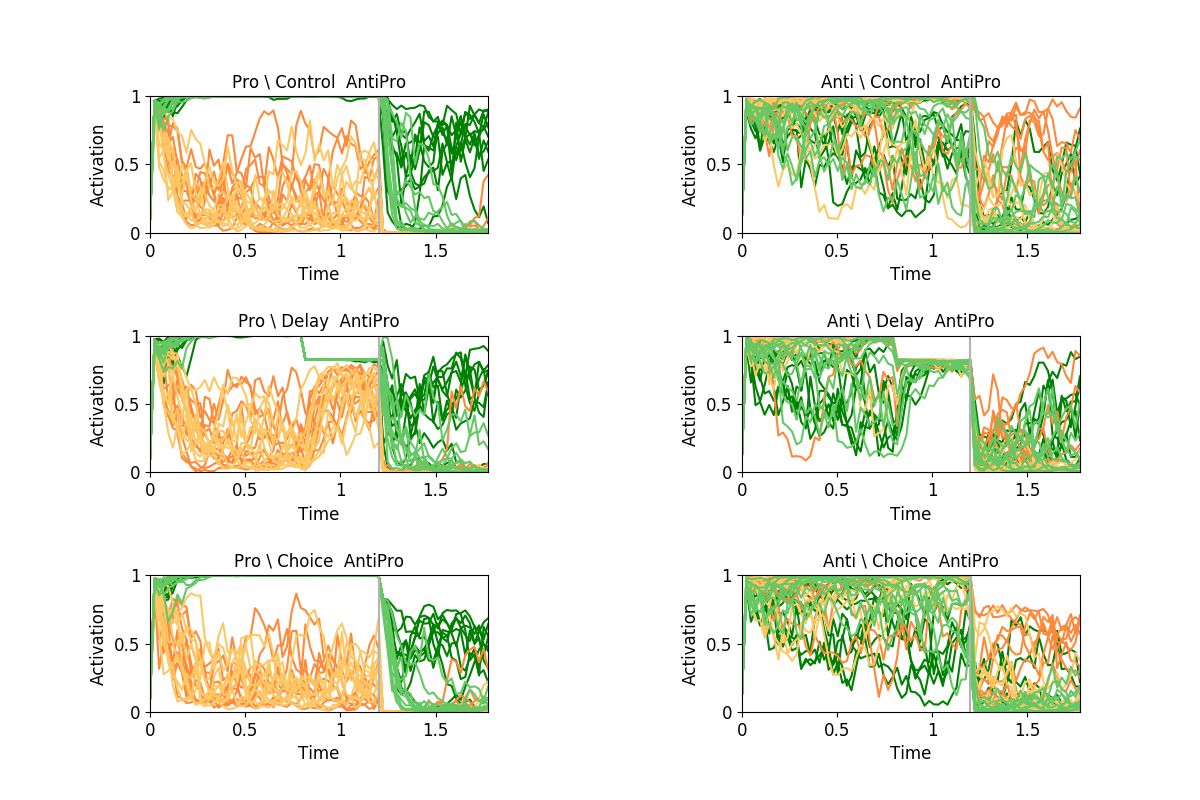 Pro \ Control  AntiPro
Activation
1
0.5
0
0
0.5
1
1.5
Time
Anti \ Control  AntiPro
Activation
1
0.5
0
0
0.5
1
1.5
Time
Pro \ Delay  AntiPro
Activation
1
0.5
0
0
0.5
1
1.5
Time
Anti \ Delay  AntiPro
Activation
1
0.5
0
0
0.5
1
1.5
Time
Pro \ Choice  AntiPro
Activation
1
0.5
0
0
0.5
1
1.5
Time
Anti \ Choice  AntiPro
Activation
1
0.5
0
0
0.5
1
1.5
Time